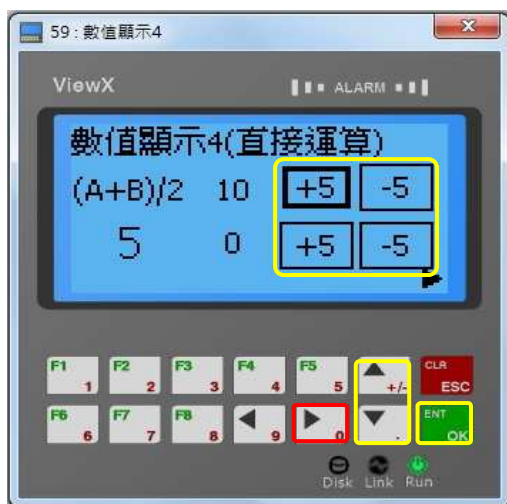 59 : 數值顯示4
ViewX ALARM
數值顯示4(直接運算)
(A+B)/2 10 +5 -5
5 0 +5 -5
F1 1 F2 2 F3 3 F4 4 F5 5 +/- CLR ESC
F6 6 F7 7 F8 8 9 0 . ENT OK
Disk Link Run